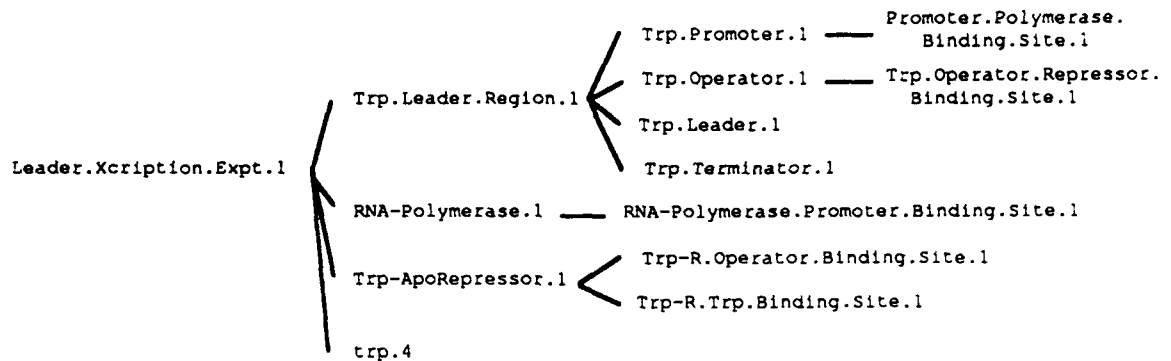 Trp.Promoter.1
Promoter.Polymerase.
Binding.Site.1
Trp.Operator.1
Trp.Operator.Repressor.
Binding.Site.1
Trp.Leader.Region.1
Trp.Leader.1
Trp.Terminator.1
Leader.Xcription.Expt.1
RNA-Polymerase.1
RNA-Polymerase.Promoter.Binding.Site.1
Trp-ApoRepressor.1
Trp-R.Operator.Binding.Site.1
Trp-R.Trp.Binding.Site.1
trp.4